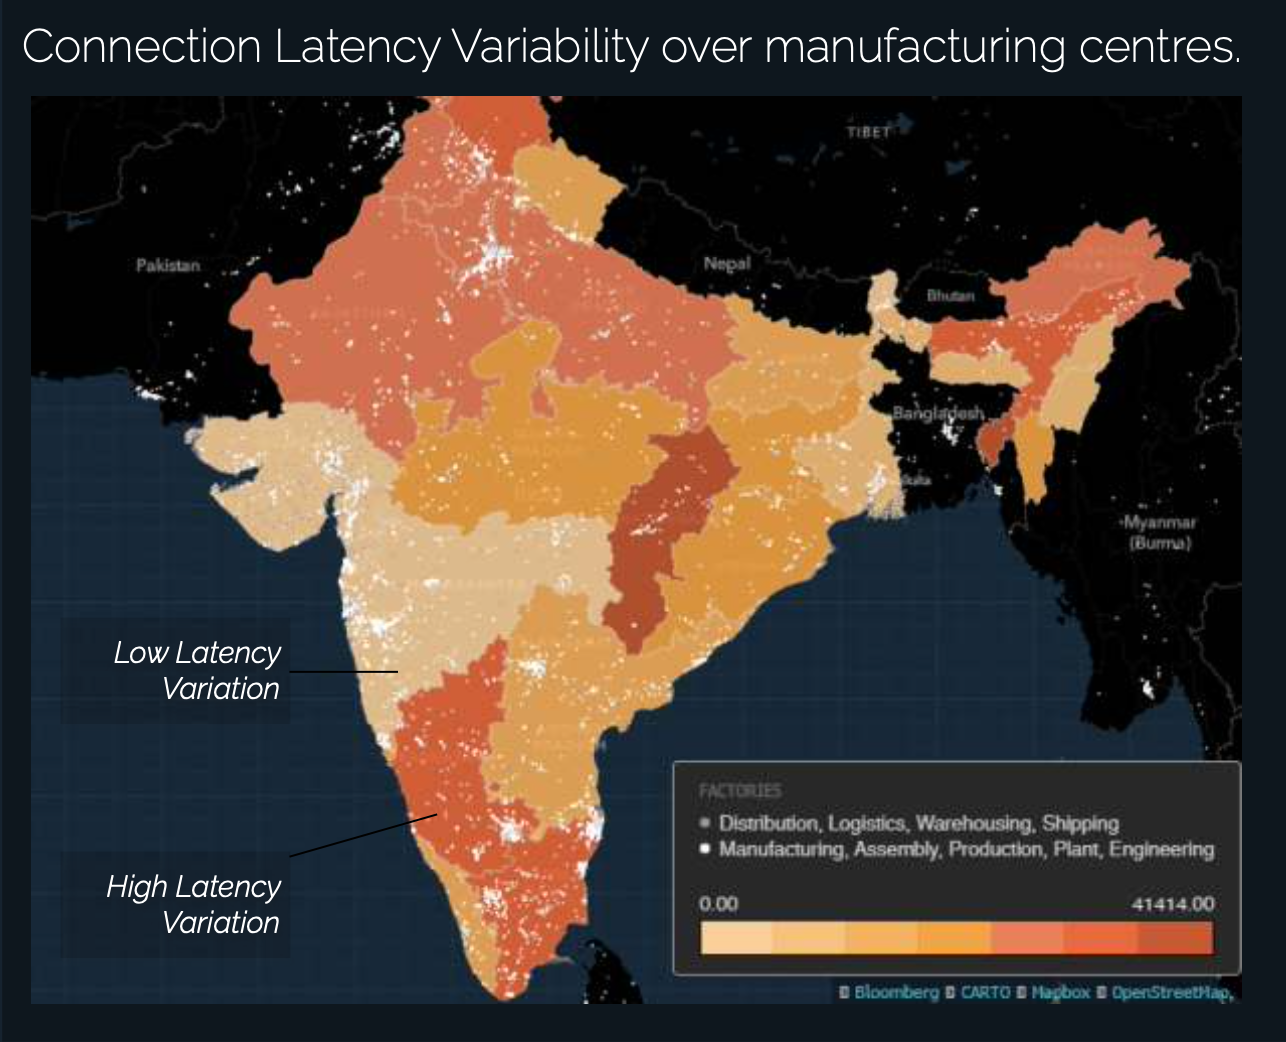 Connection Latency Variability over manufacturing centres.
TIBET
Pakistan
Nepal
Bhutan
Bangladesh
Myanmar
(Burma)
Low Latency
Variation
High Latency
Variation
FACTORIES
Distribution, Logistics, Warehousing, Shipping
Manufacturing, Assembly, Production, Plant, Engineering
0.00 41414.00
Bloomberg CARTO Mapbox OpenStreetMap,